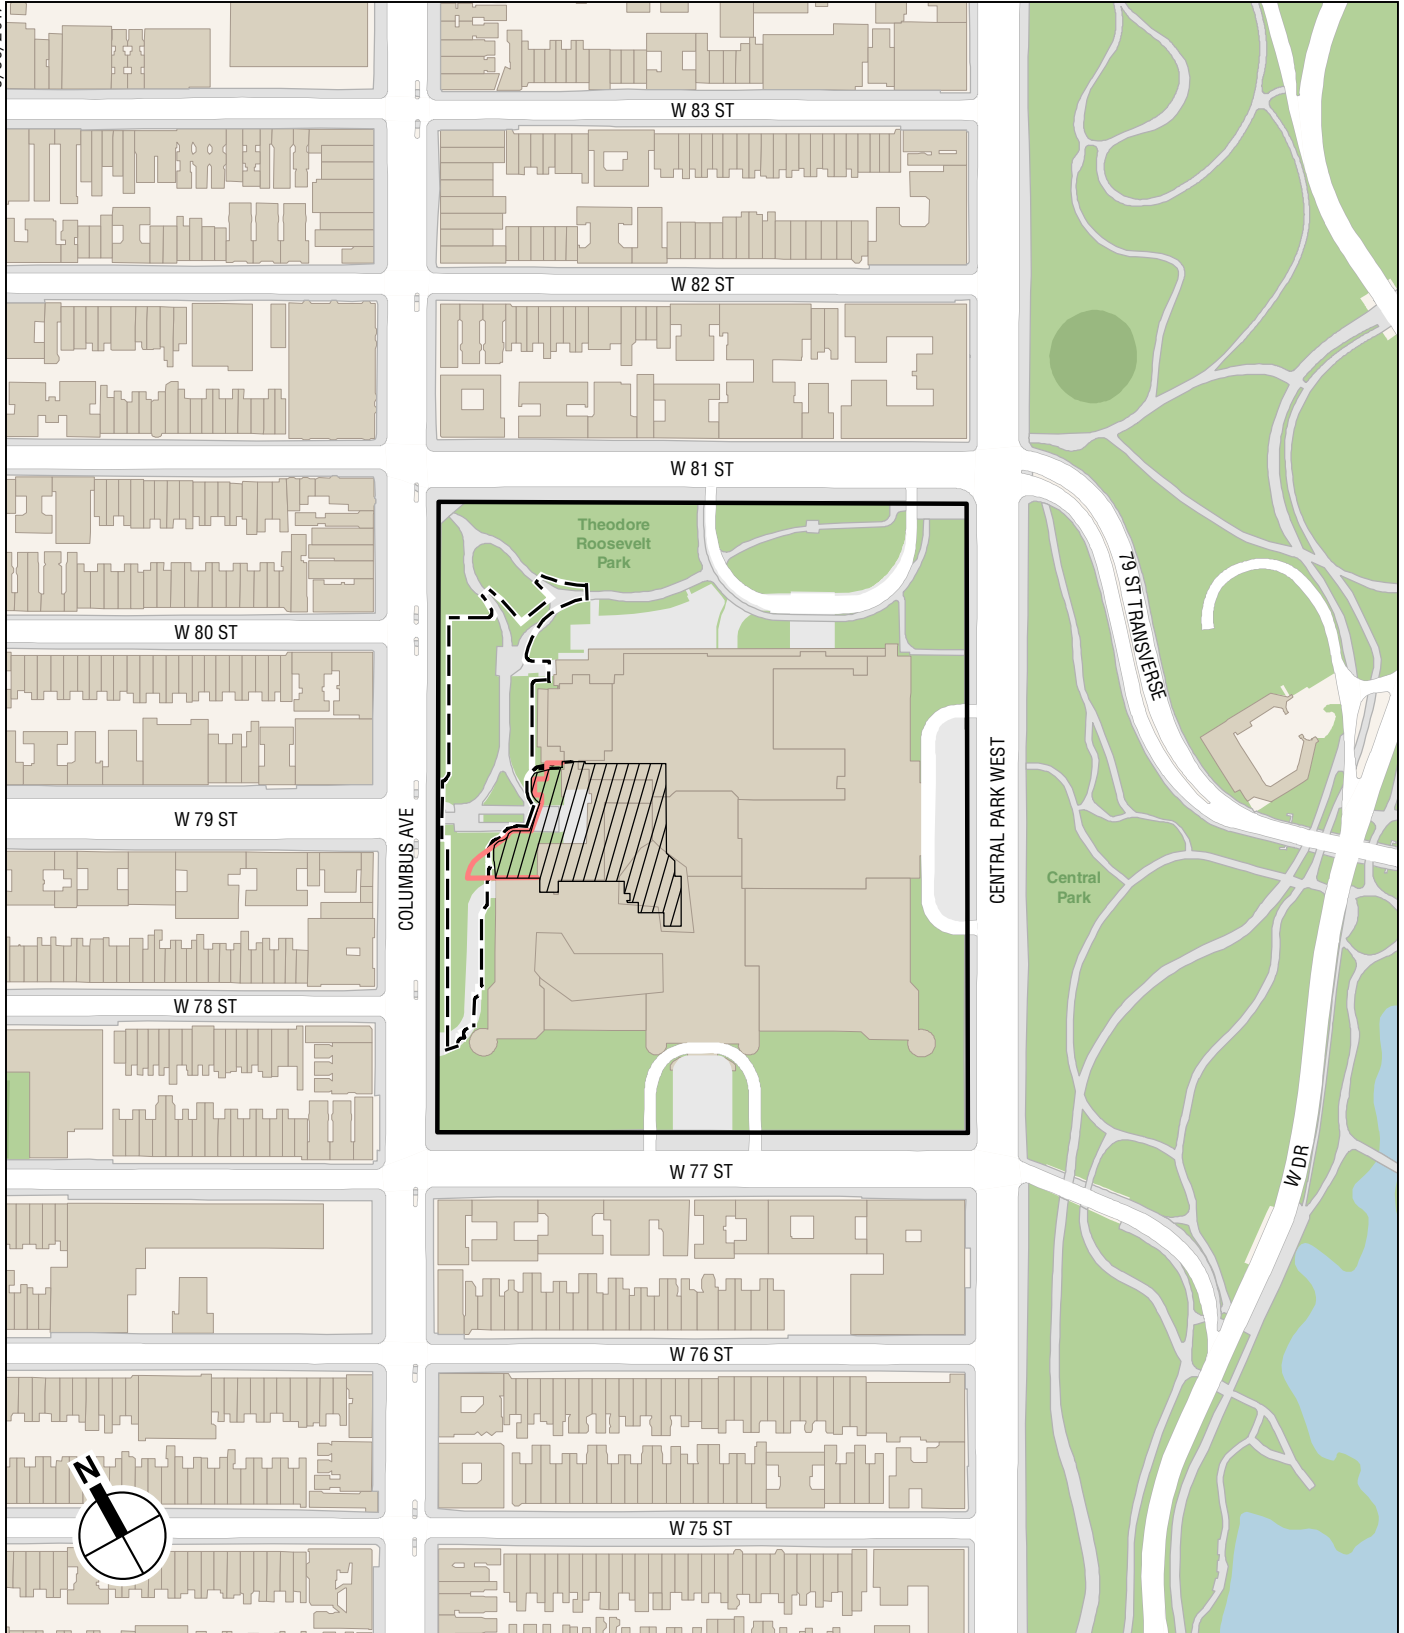 W 83 ST
W 82 ST
W 81 ST
Theodore
Roosevelt
Park
79 ST TRANSVERSE
W 80 ST
W 79 ST
COLUMBUS AVE
CENTRAL PARK WEST
Central
Park
W 78 ST
W 77 ST
W DR
W 76 ST
N
W 75 ST